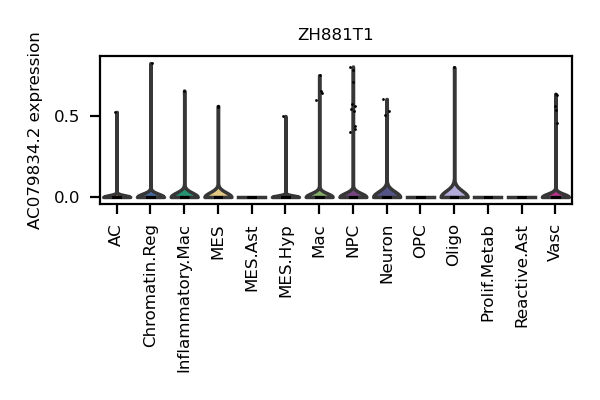 ZH881T1
AC079834.2 expression
0.5
0.0
AC
Chromatin.Reg
Inflammatory.Mac
MES
MES.Ast
MES.Hyp
Mac
NPC
Neuron
OPC
Oligo
Prolif.Metab
Reactive.Ast
Vasc